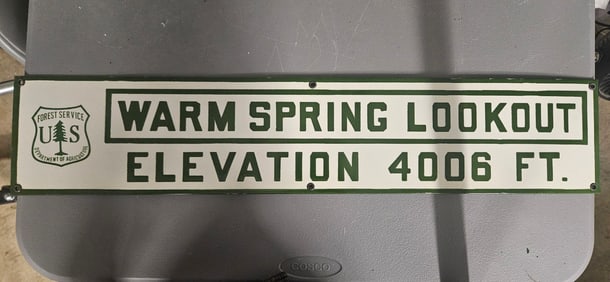 FOREST SERVICE
U S
DEPARTMENT OF AGRICULTURE
WARM SPRING LOOKOUT
ELEVATION 4006 FT.
cosco